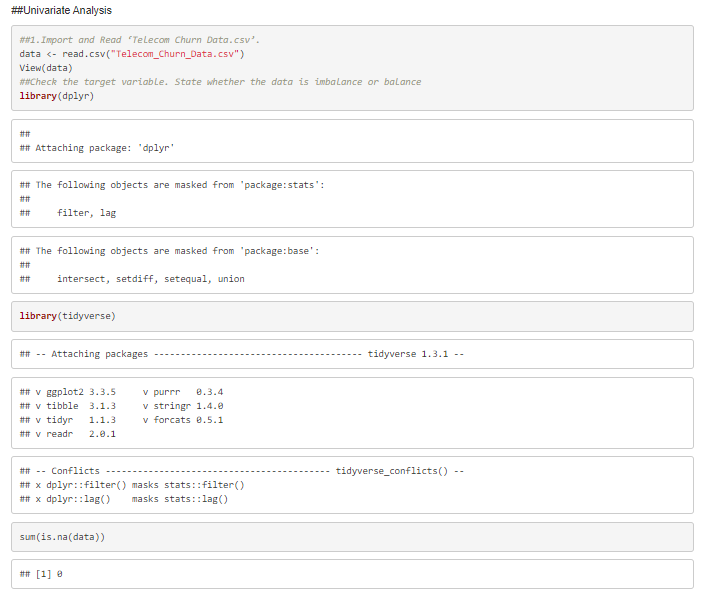 ##Univariate Analysis
##1.Import and Read ‘Telecom Churn Data.csv’.
data <- read.csv("Telecom_Churn_Data.csv")
View(data)
##Check the target variable. State whether the data is imbalance or balance
library(dplyr)
##
## Attaching package: 'dplyr'
## The following objects are masked from 'package:stats':
##
##     filter, lag
## The following objects are masked from 'package:base':
##
##     intersect, setdiff, setequal, union
library(tidyverse)
## -- Attaching packages --------------------------------------- tidyverse 1.3.1 --
## v ggplot2 3.3.5     v purrr   0.3.4
## v tibble  3.1.3     v stringr 1.4.0
## v tidyr   1.1.3     v forcats 0.5.1
## v readr   2.0.1
## -- Conflicts ------------------------------------------ tidyverse_conflicts() --
## x dplyr::filter() masks stats::filter()
## x dplyr::lag()    masks stats::lag()
sum(is.na(data))
## [1] 0